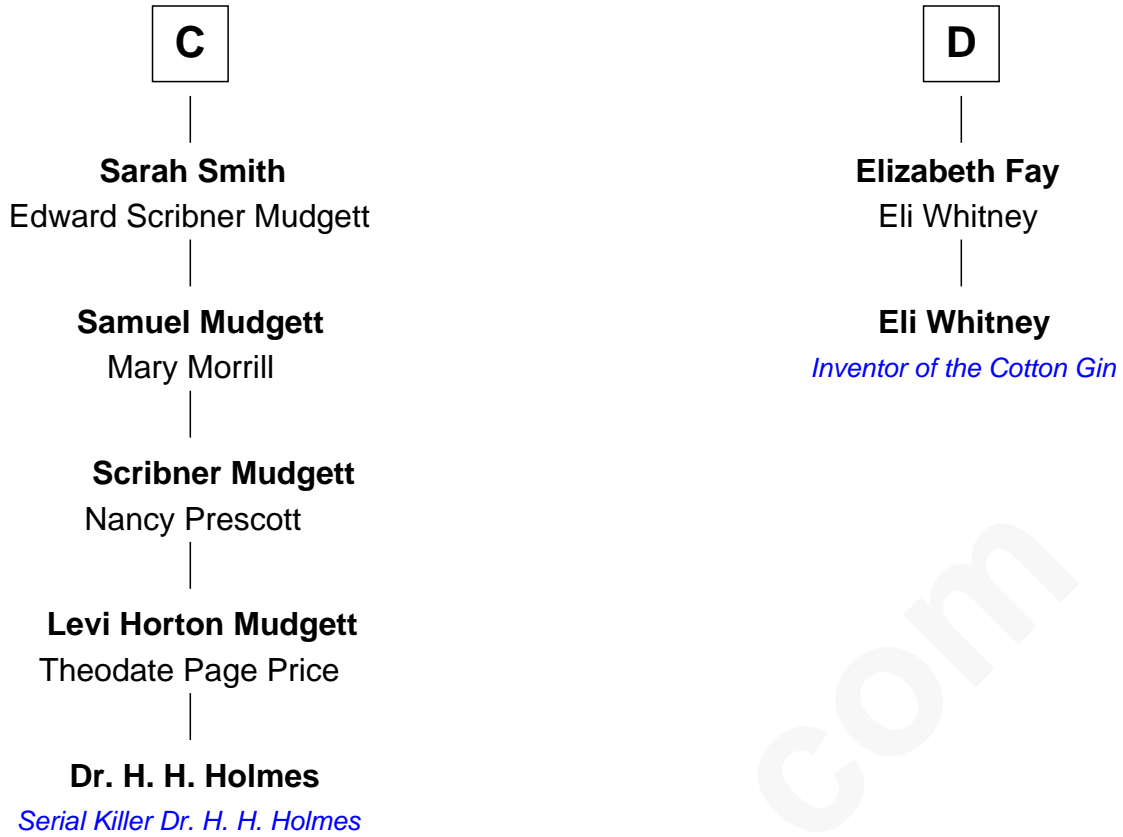 C
Sarah Smith
Edward Scribner Mudgett
Samuel Mudgett
Mary Morrill
Scribner Mudgett
Nancy Prescott
Levi Horton Mudgett
Theodate Page Price
Dr. H. H. Holmes
Serial Killer Dr. H. H. Holmes
D
Elizabeth Fay
Eli Whitney
Eli Whitney
Inventor of the Cotton Gin
com